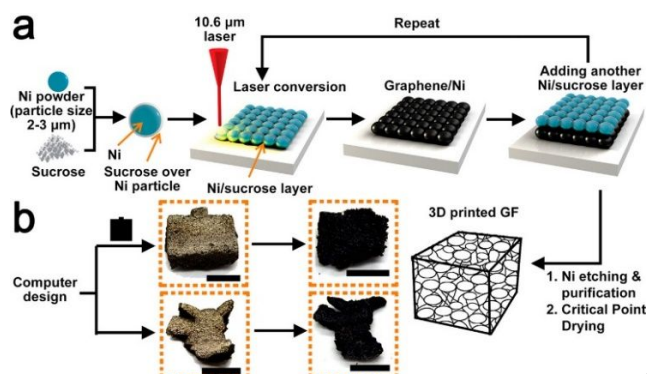 a
10.6 µm
laser
Repeat
Ni powder
(particle size
2-3 µm)
Sucrose
Ni
Sucrose over
Ni particle
Laser conversion
Ni/sucrose layer
Graphene/Ni
Adding another
Ni/sucrose layer
b
Computer
design
3D printed GF
1. Ni etching &
purification
2. Critical Point
Drying